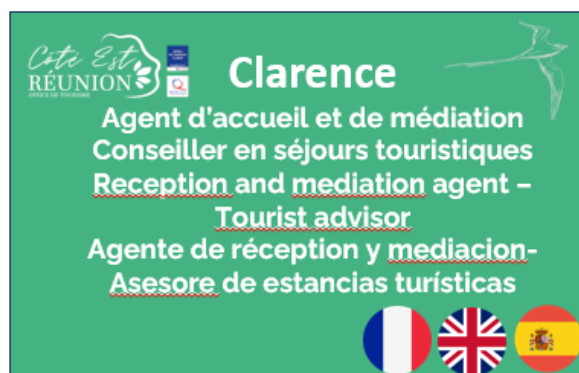 Côté Est
RÉUNION
OFFICE DE TOURISME
Clarence
Agent d'accueil et de médiation
Conseiller en séjours touristiques
Reception and mediation agent –
Tourist advisor
Agente de réception y mediacion-
Asesore de estancias turísticas